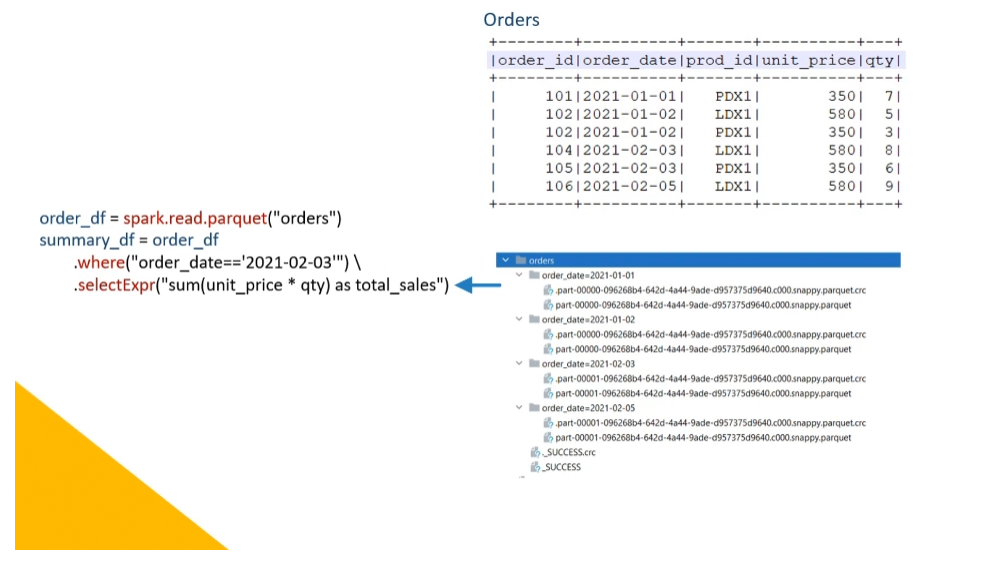 Orders
+--------+----------+-------+----------+---+
|order_id|order_date|prod_id|unit_price|qty|
+--------+----------+-------+----------+---+
|     101|2021-01-01|   PDX1|       350|  7|
|     102|2021-01-02|   LDX1|       580|  5|
|     102|2021-01-02|   PDX1|       350|  3|
|     104|2021-02-03|   LDX1|       580|  8|
|     105|2021-02-03|   PDX1|       350|  6|
|     106|2021-02-05|   LDX1|       580|  9|
+--------+----------+-------+----------+---+
order_df = spark.read.parquet("orders")
summary_df = order_df
.where("order_date=='2021-02-03'") \
.selectExpr("sum(unit_price * qty) as total_sales")
orders
order_date=2021-01-01
.part-00000-096268b4-642d-4a44-9ade-d957375d9640.c000.snappy.parquet.crc
part-00000-096268b4-642d-4a44-9ade-d957375d9640.c000.snappy.parquet
order_date=2021-01-02
.part-00000-096268b4-642d-4a44-9ade-d957375d9640.c000.snappy.parquet.crc
part-00000-096268b4-642d-4a44-9ade-d957375d9640.c000.snappy.parquet
order_date=2021-02-03
.part-00001-096268b4-642d-4a44-9ade-d957375d9640.c000.snappy.parquet.crc
part-00001-096268b4-642d-4a44-9ade-d957375d9640.c000.snappy.parquet
order_date=2021-02-05
.part-00001-096268b4-642d-4a44-9ade-d957375d9640.c000.snappy.parquet.crc
part-00001-096268b4-642d-4a44-9ade-d957375d9640.c000.snappy.parquet
._SUCCESS.crc
_SUCCESS